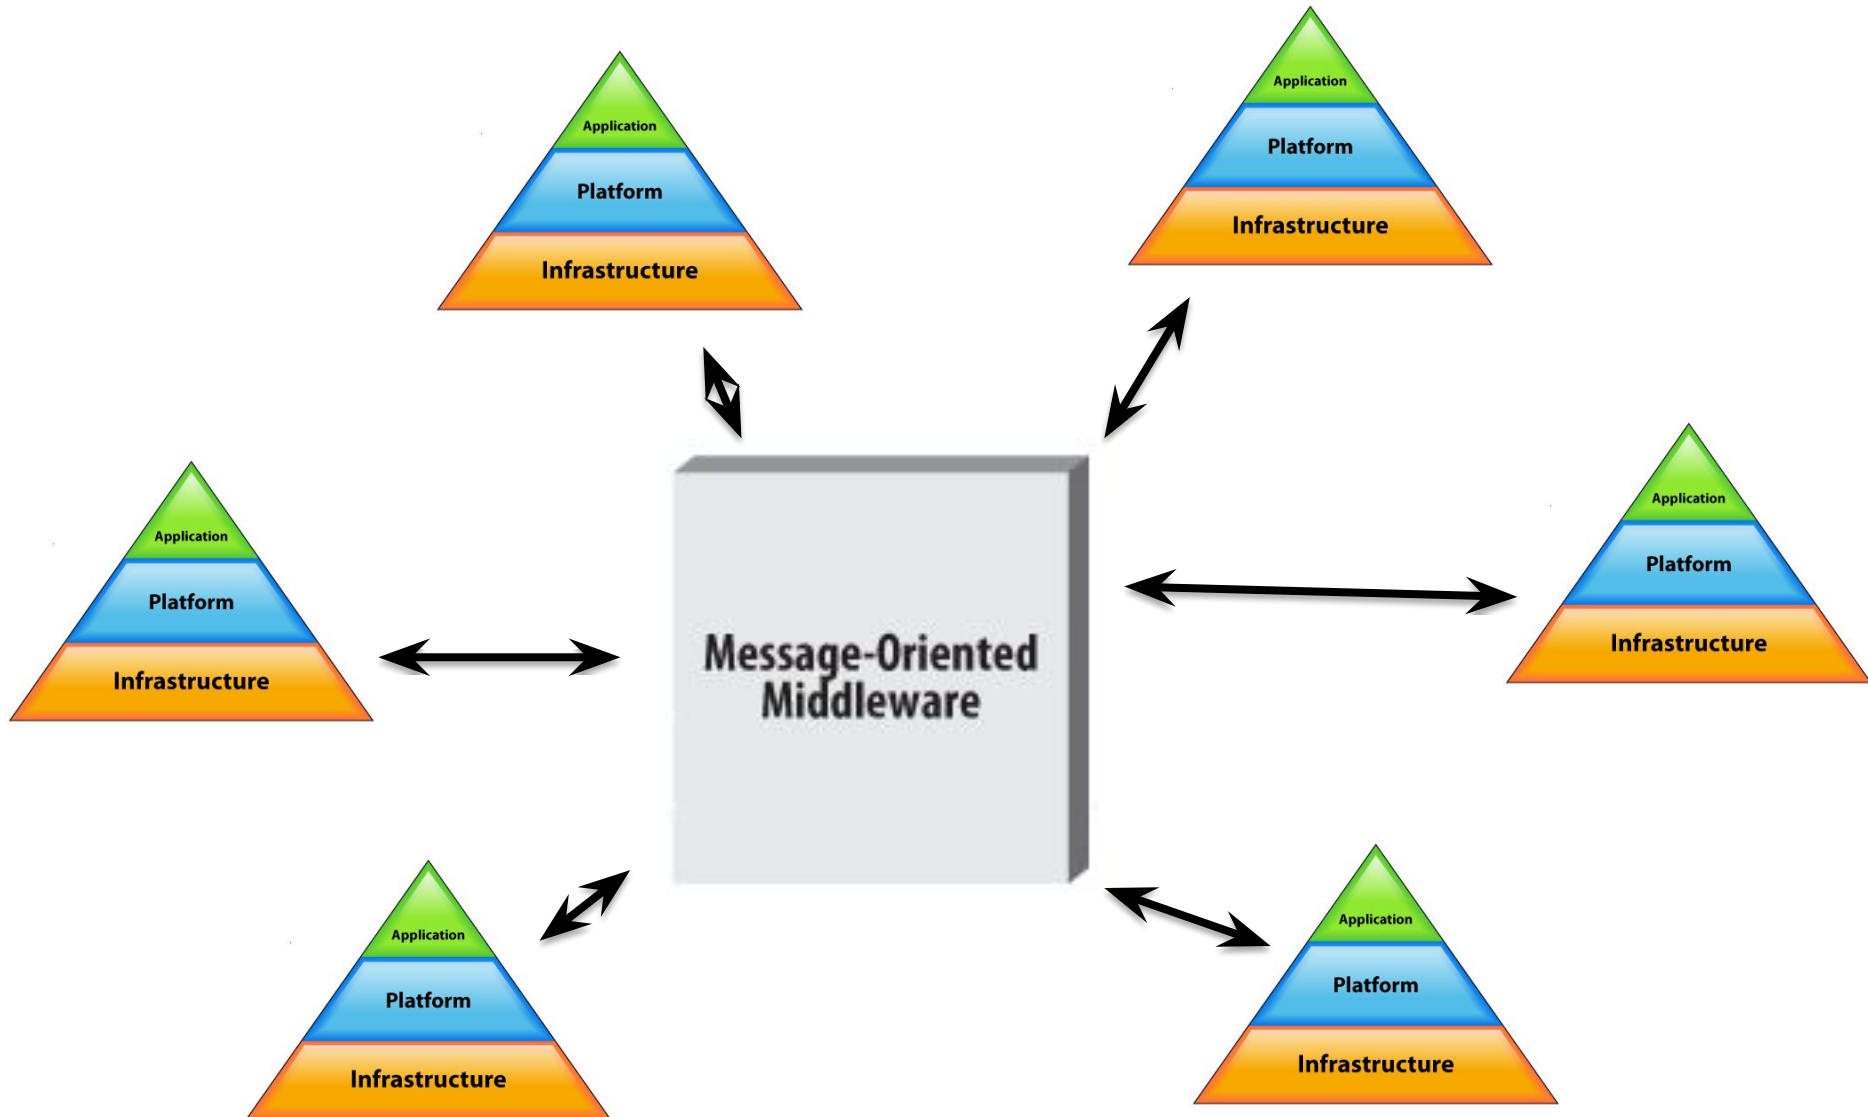 Application
Platform
Infrastructure
Application
Platform
Infrastructure
Application
Platform
Infrastructure
Message-Oriented
Middleware
Application
Platform
Infrastructure
Application
Platform
Infrastructure
Application
Platform
Infrastructure